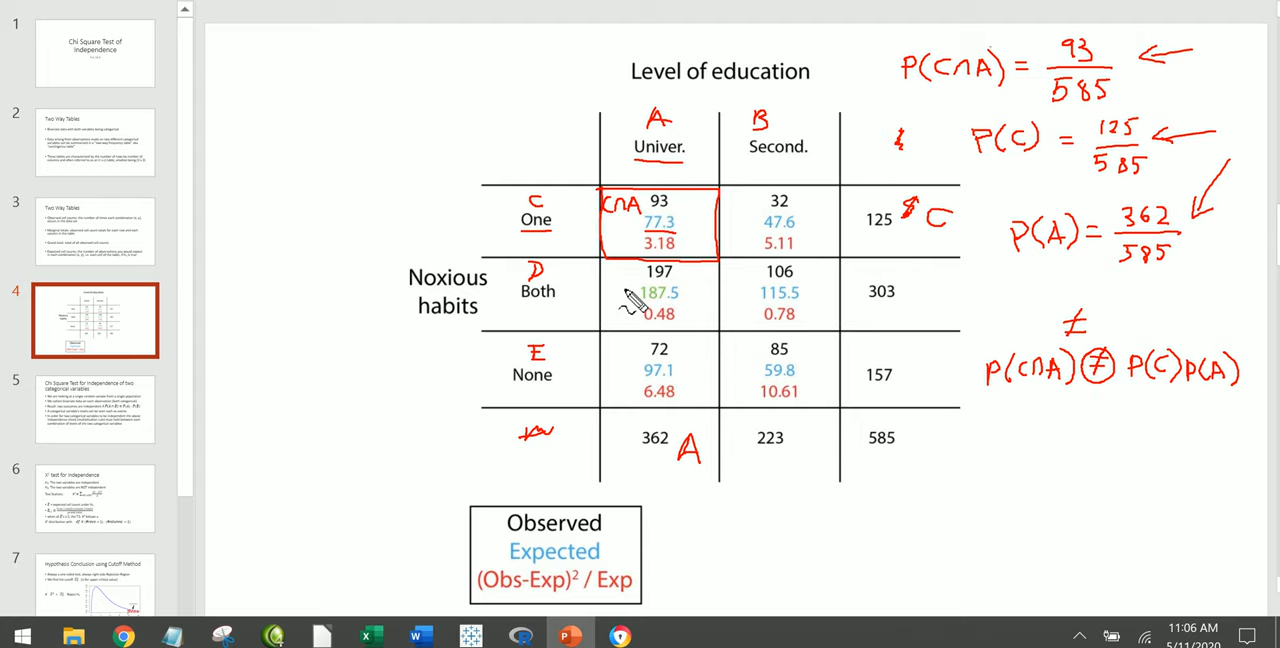 1
Chi Square Test of
Independence
2
Two Way Tables
3
Two Way Tables
4
5
Chi Square Test for Independence of two
categorical variables
6
X² test for Independence
7
Hypothesis Conclusion using Cutoff Method
Level of education
A B
Univer. Second.
C∩A 93 32
C
One 77.3 47.6 125 C
3.18 5.11
Noxious
habits
D 197 106
Both 187.5 115.5 303
0.48 0.78
E 72 85
None 97.1 59.8 157
6.48 10.61
362 A 223 585
Observed
Expected
(Obs-Exp)² / Exp
P(C∩A) = 93/585
P(C) = 125/585
P(A) = 362/585
≠
P(C∩A) ≠ P(C)P(A)
11:06 AM
5/11/2020